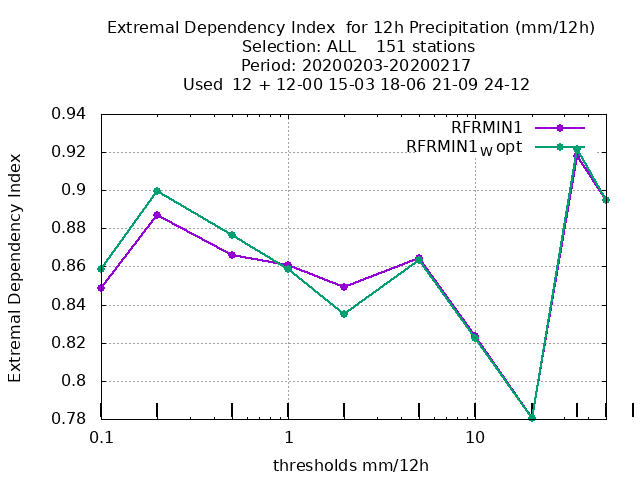 Extremal Dependency Index  for 12h Precipitation (mm/12h)
Selection: ALL    151 stations
Period: 20200203-20200217
Used  12 + 12-00 15-03 18-06 21-09 24-12
RFRMIN1
RFRMIN1W opt
Extremal Dependency Index
0.94
0.92
0.9
0.88
0.86
0.84
0.82
0.8
0.78
0.1 1 10
thresholds mm/12h